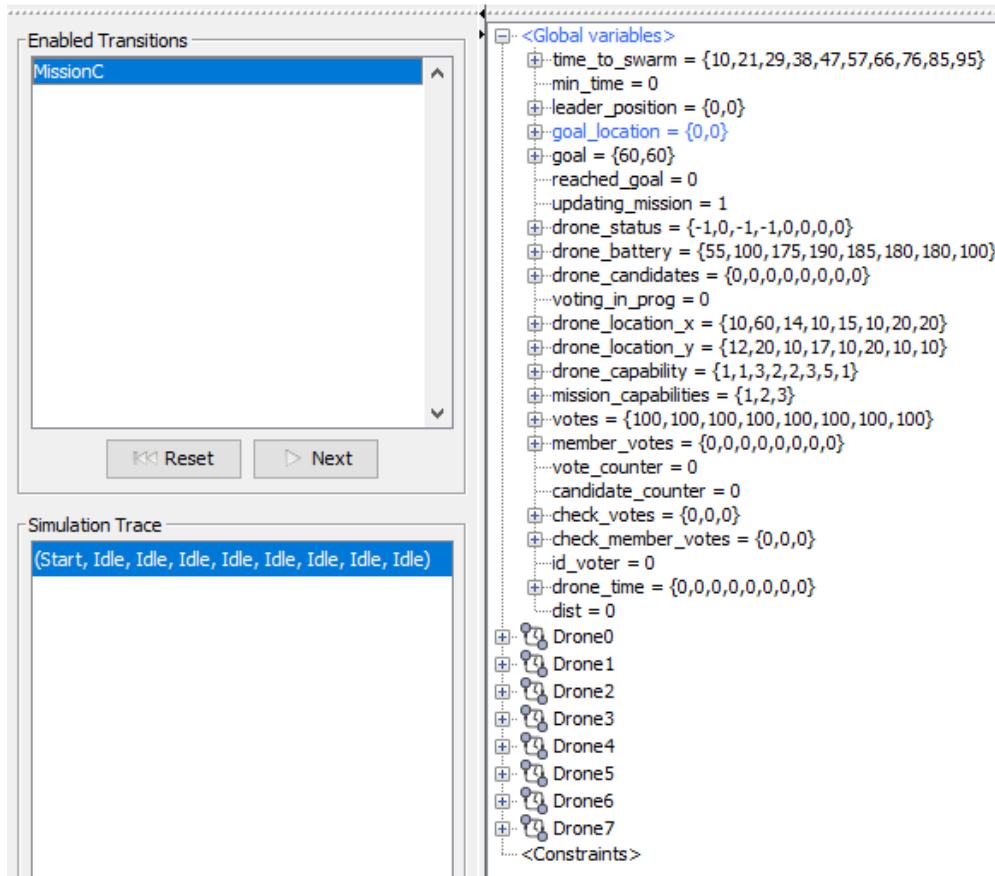 Enabled Transitions
MissionC
Reset
Next
Simulation Trace
(Start, Idle, Idle, Idle, Idle, Idle, Idle, Idle, Idle)
<Global variables>
time_to_swarm = {10,21,29,38,47,57,66,76,85,95}
min_time = 0
leader_position = {0,0}
goal_location = {0,0}
goal = {60,60}
reached_goal = 0
updating_mission = 1
drone_status = {-1,0,-1,-1,0,0,0,0}
drone_battery = {55,100,175,190,185,180,180,100}
drone_candidates = {0,0,0,0,0,0,0,0}
voting_in_prog = 0
drone_location_x = {10,60,14,10,15,10,20,20}
drone_location_y = {12,20,10,17,10,20,10,10}
drone_capability = {1,1,3,2,2,3,5,1}
mission_capabilities = {1,2,3}
votes = {100,100,100,100,100,100,100,100}
member_votes = {0,0,0,0,0,0,0,0}
vote_counter = 0
candidate_counter = 0
check_votes = {0,0,0}
check_member_votes = {0,0,0}
id_voter = 0
drone_time = {0,0,0,0,0,0,0,0}
dist = 0
Drone0
Drone1
Drone2
Drone3
Drone4
Drone5
Drone6
Drone7
<Constraints>